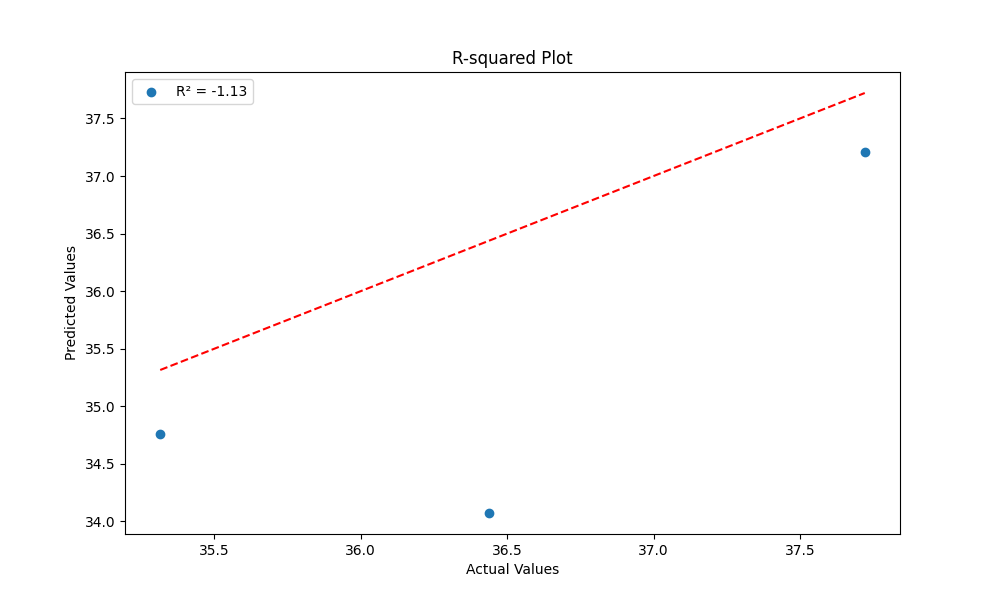 R-squared Plot
R² = -1.13
37.5
37.0
36.5
36.0
35.5
35.0
34.5
34.0
Predicted Values
35.5 36.0 36.5 37.0 37.5
Actual Values